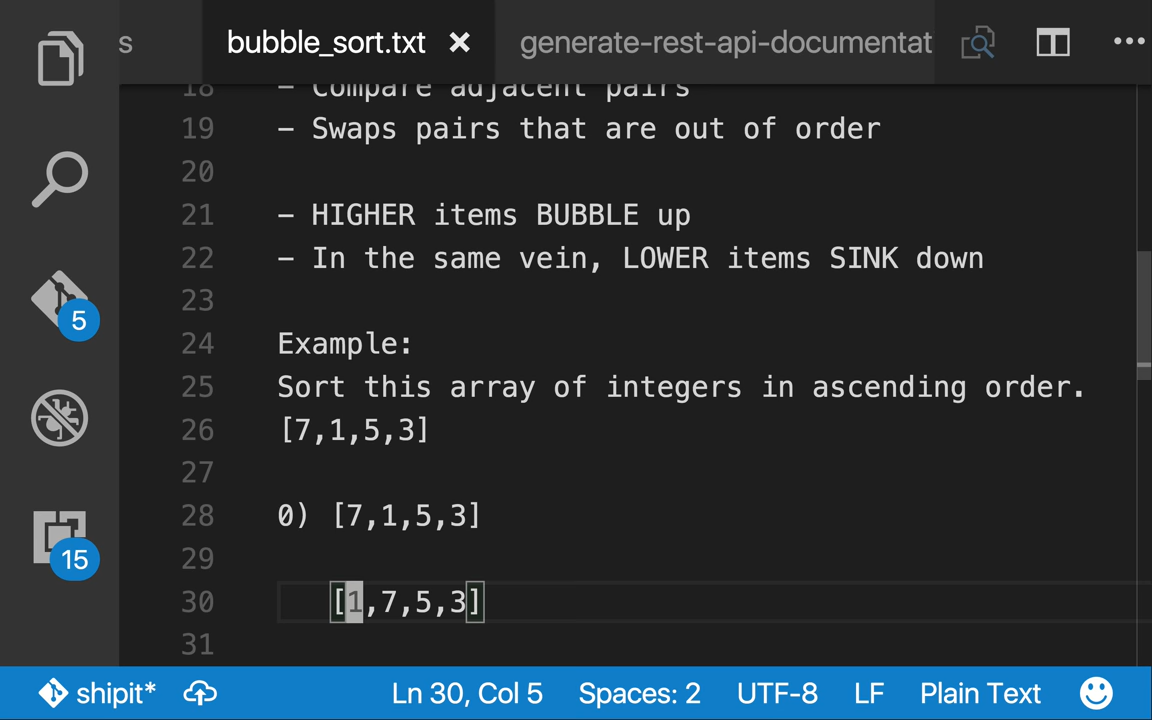 s bubble_sort.txt × generate-rest-api-documentat •••
18 - Compare adjacent pairs
19 - Swaps pairs that are out of order
20
21 - HIGHER items BUBBLE up
22 - In the same vein, LOWER items SINK down
23
24 Example:
25 Sort this array of integers in ascending order.
26 [7,1,5,3]
27
28 0) [7,1,5,3]
29
30 [1,7,5,3]
31
5
15
shipit* Ln 30, Col 5 Spaces: 2 UTF-8 LF Plain Text